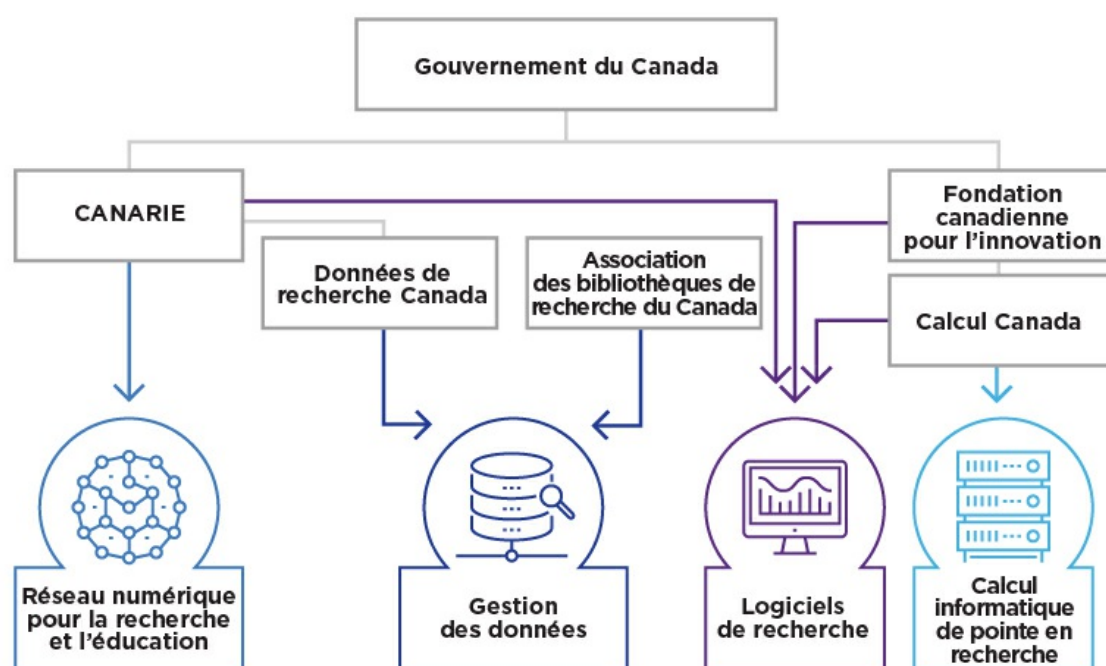 Gouvernement du Canada
CANARIE
Fondation
canadienne
pour l'innovation
Données de
recherche Canada
Association
des bibliothèques de
recherche du Canada
Calcul Canada
Réseau numérique
pour la recherche
et l'éducation
Gestion
des données
Logiciels
de recherche
Calcul
informatique
de pointe en
recherche